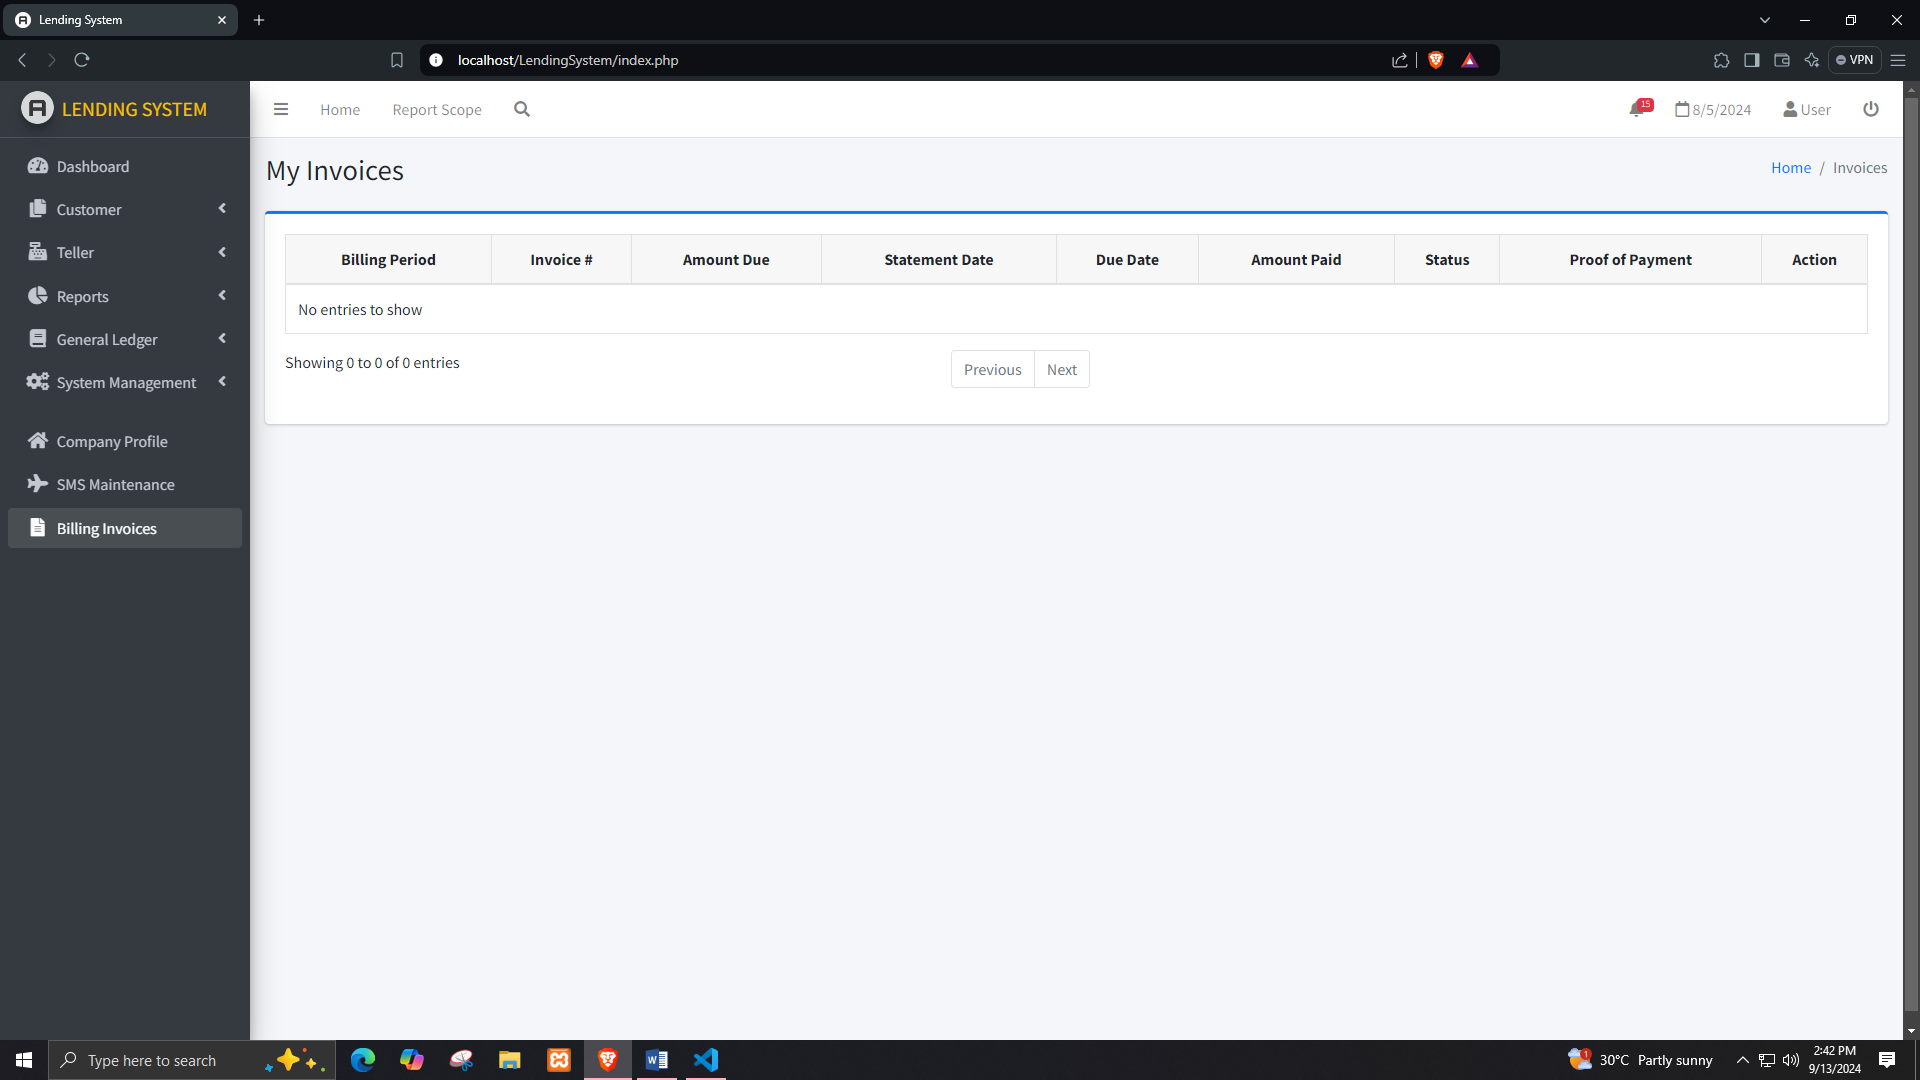 Lending System
localhost/LendingSystem/index.php
VPN
LENDING SYSTEM
Home
Report Scope
15
8/5/2024
User
Dashboard
Customer
Teller
Reports
General Ledger
System Management
Company Profile
SMS Maintenance
Billing Invoices
My Invoices
Home / Invoices
Billing Period Invoice # Amount Due Statement Date Due Date Amount Paid Status Proof of Payment Action
No entries to show
Showing 0 to 0 of 0 entries
Previous Next
Type here to search
1
30°C Partly sunny
2:42 PM
9/13/2024